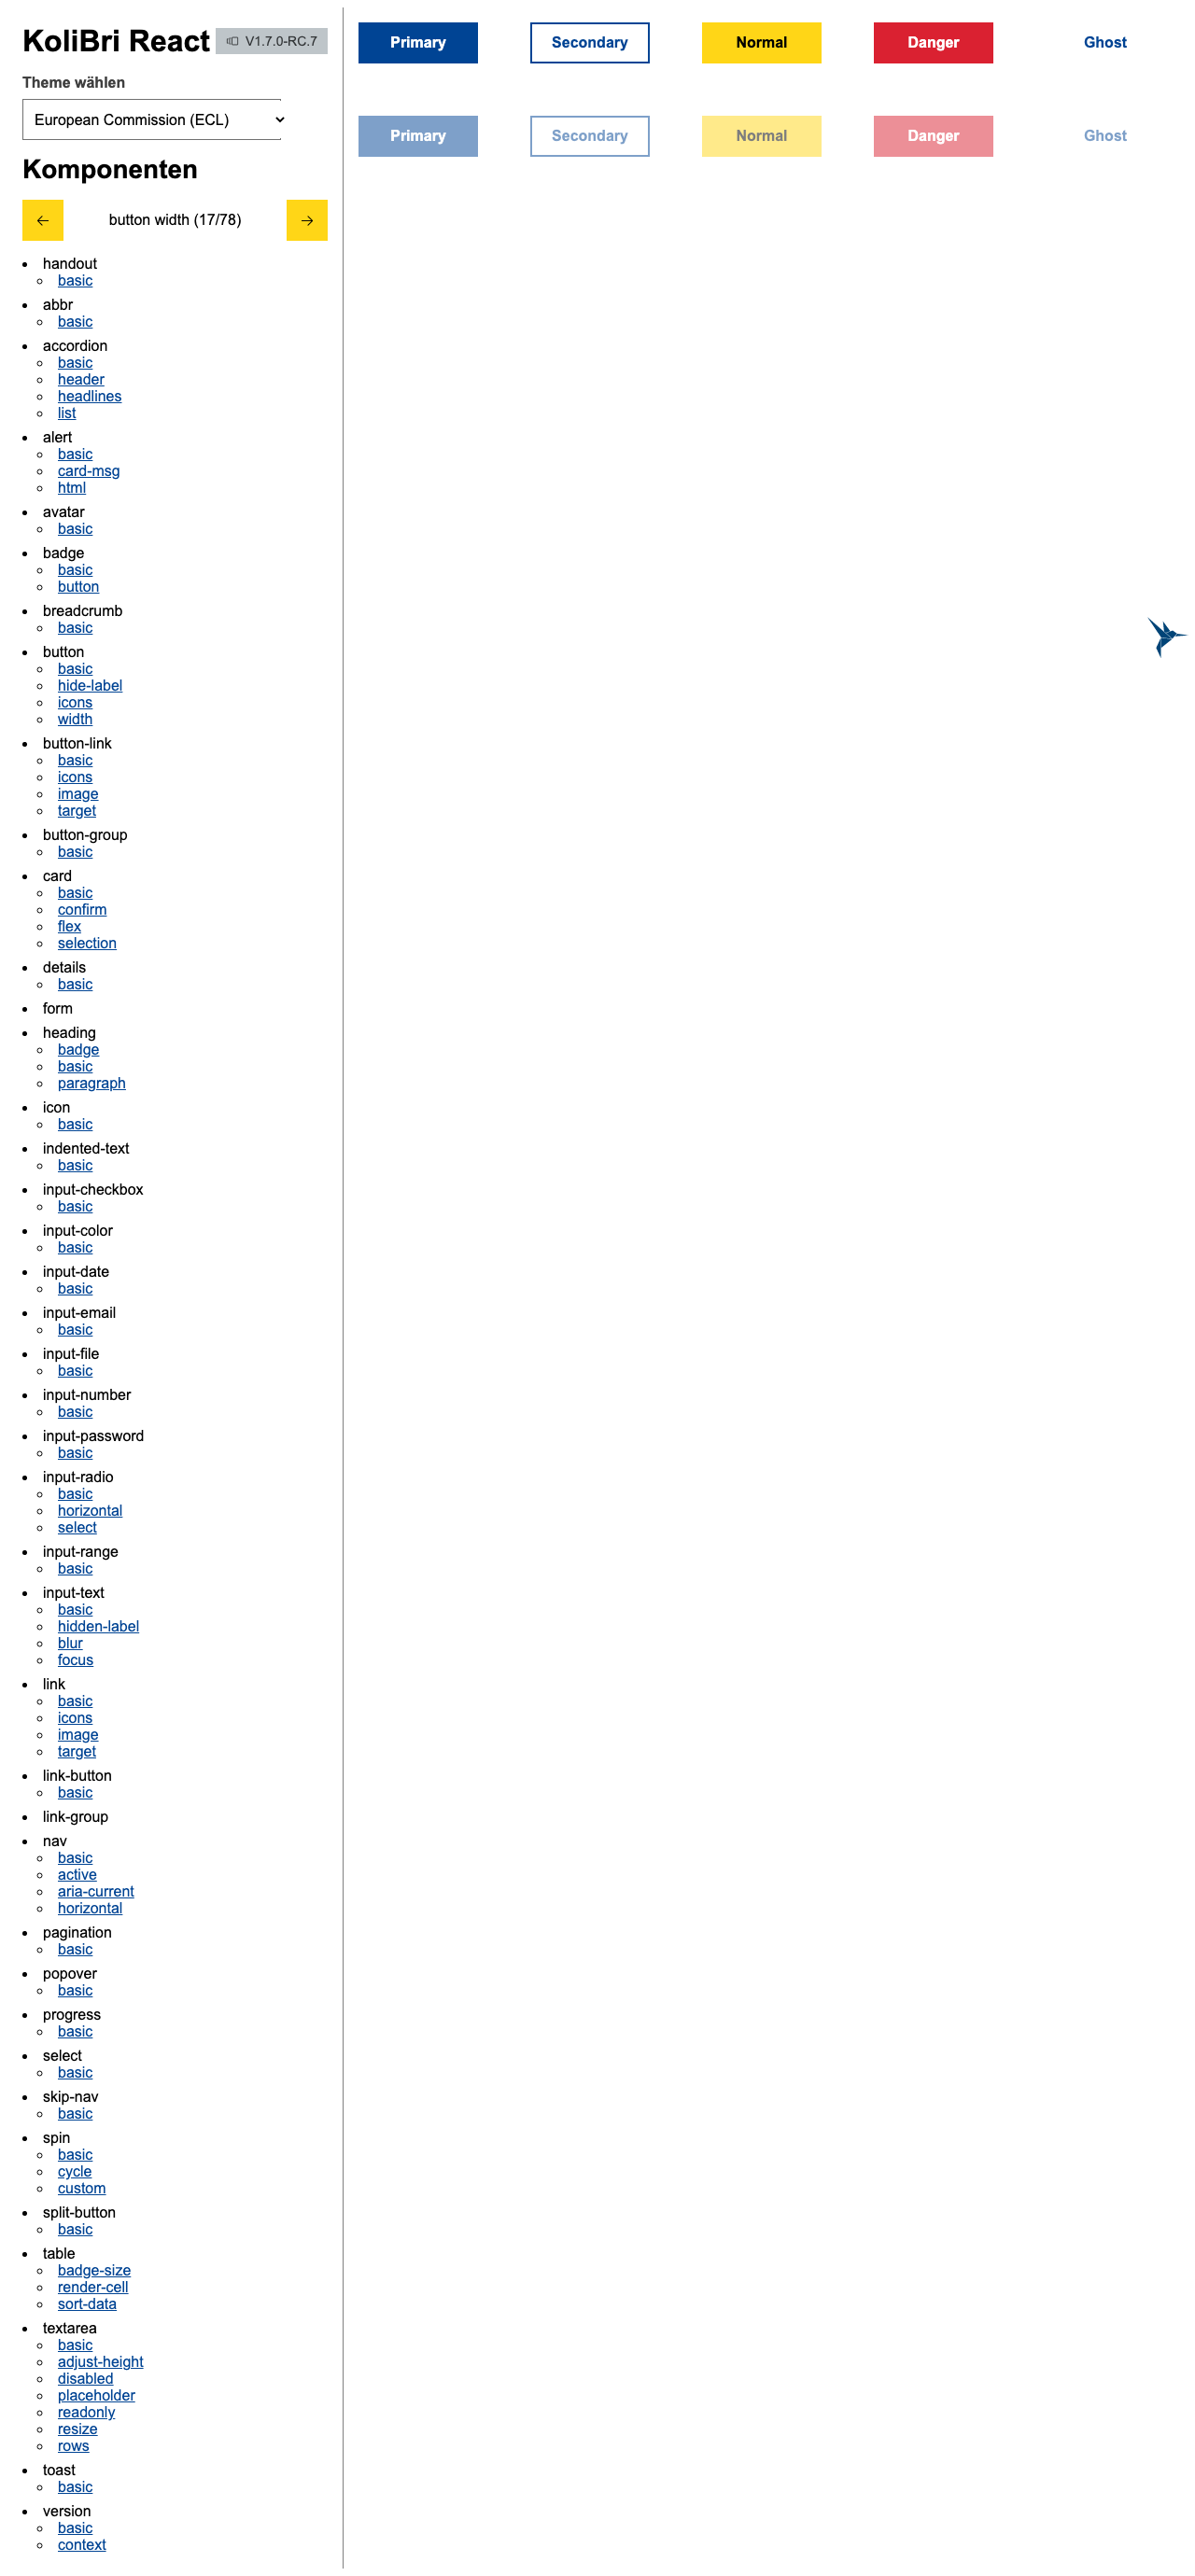 KoliBri React V1.7.0-RC.7
Theme wählen
European Commission (ECL)
Komponenten
button width (17/78)
handout
basic
abbr
basic
accordion
basic
header
headlines
list
alert
basic
card-msg
html
avatar
basic
badge
basic
button
breadcrumb
basic
button
basic
hide-label
icons
width
button-link
basic
icons
image
target
button-group
basic
card
basic
confirm
flex
selection
details
basic
form
heading
badge
basic
paragraph
icon
basic
indented-text
basic
input-checkbox
basic
input-color
basic
input-date
basic
input-email
basic
input-file
basic
input-number
basic
input-password
basic
input-radio
basic
horizontal
select
input-range
basic
input-text
basic
hidden-label
blur
focus
link
basic
icons
image
target
link-button
basic
link-group
nav
basic
active
aria-current
horizontal
pagination
basic
popover
basic
progress
basic
select
basic
skip-nav
basic
spin
basic
cycle
custom
split-button
basic
table
badge-size
render-cell
sort-data
textarea
basic
adjust-height
disabled
placeholder
readonly
resize
rows
toast
basic
version
basic
context
Primary Secondary Normal Danger Ghost
Primary Secondary Normal Danger Ghost